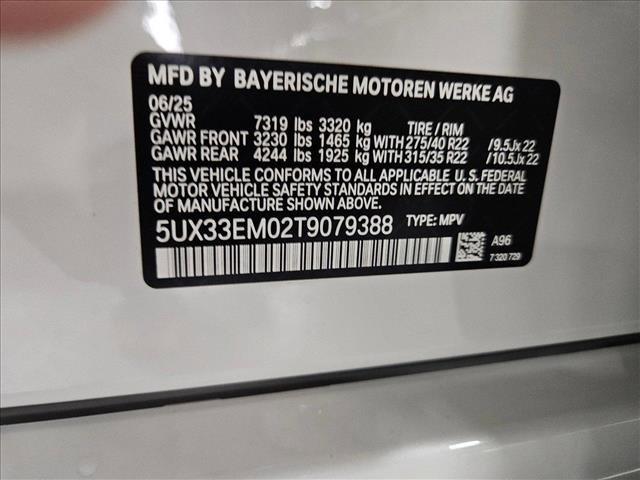 MFD BY BAYERISCHE MOTOREN WERKE AG
06/25
GVWR 7319 lbs 3320 kg TIRE / RIM
GAWR FRONT 3230 lbs 1465 kg WITH 275/40 R22 /9.5Jx 22
GAWR REAR 4244 lbs 1925 kg WITH 315/35 R22 /10.5Jx 22
THIS VEHICLE CONFORMS TO ALL APPLICABLE U. S. FEDERAL
MOTOR VEHICLE SAFETY STANDARDS IN EFFECT ON THE DATE
OF MANUFACTURE SHOWN ABOVE.
5UX33EM02T9079388 TYPE: MPV
A96
7 320 729